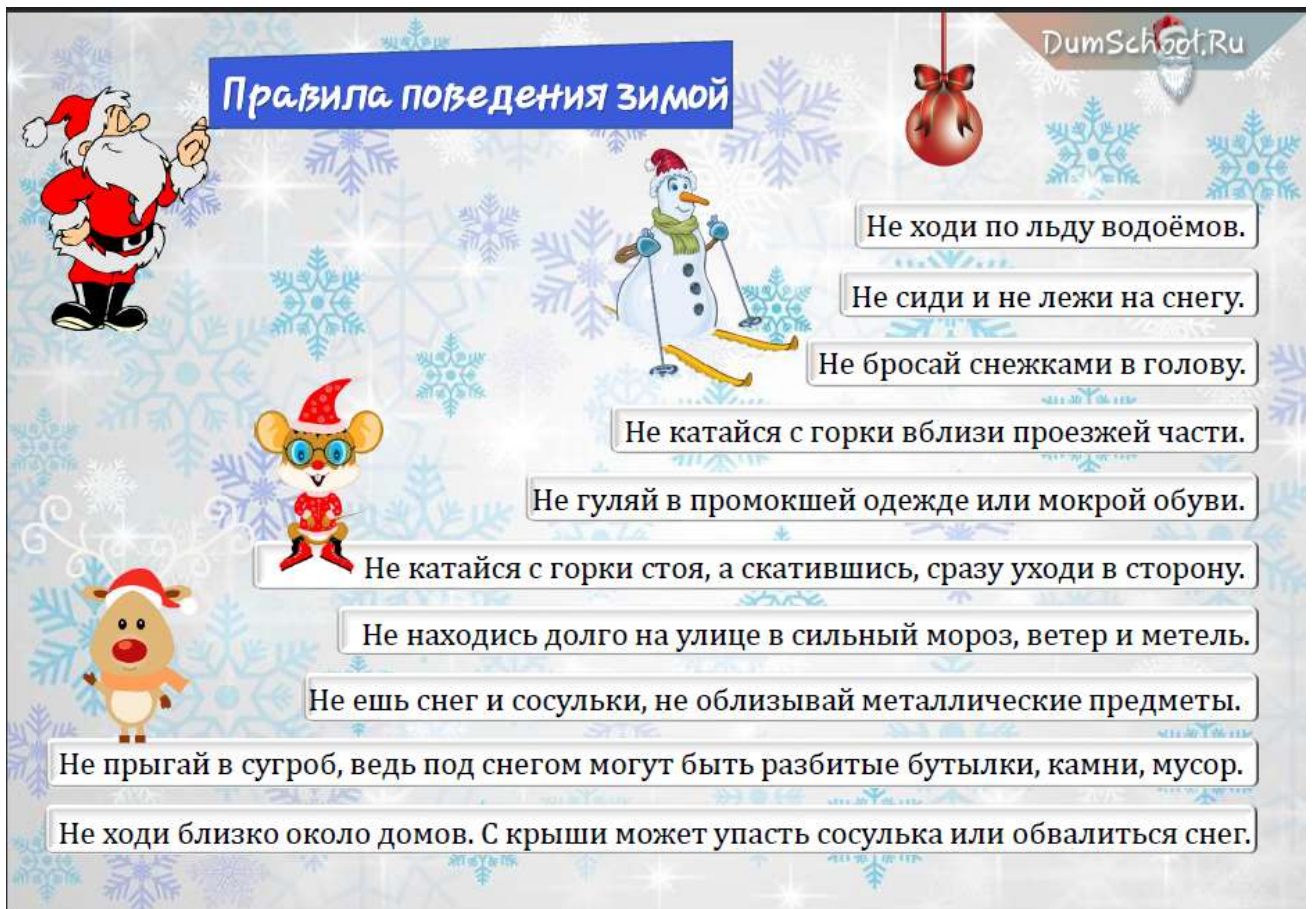 DumSchool.Ru
Правила поведения зимой
Не ходи по льду водоёмов.
Не сиди и не лежи на снегу.
Не бросай снежками в голову.
Не катайся с горки вблизи проезжей части.
Не гуляй в промокшей одежде или мокрой обуви.
Не катайся с горки стоя, а скатившись, сразу уходи в сторону.
Не находись долго на улице в сильный мороз, ветер и метель.
Не ешь снег и сосульки, не облизывай металлические предметы.
Не прыгай в сугроб, ведь под снегом могут быть разбитые бутылки, камни, мусор.
Не ходи близко около домов. С крыши может упасть сосулька или обвалиться снег.